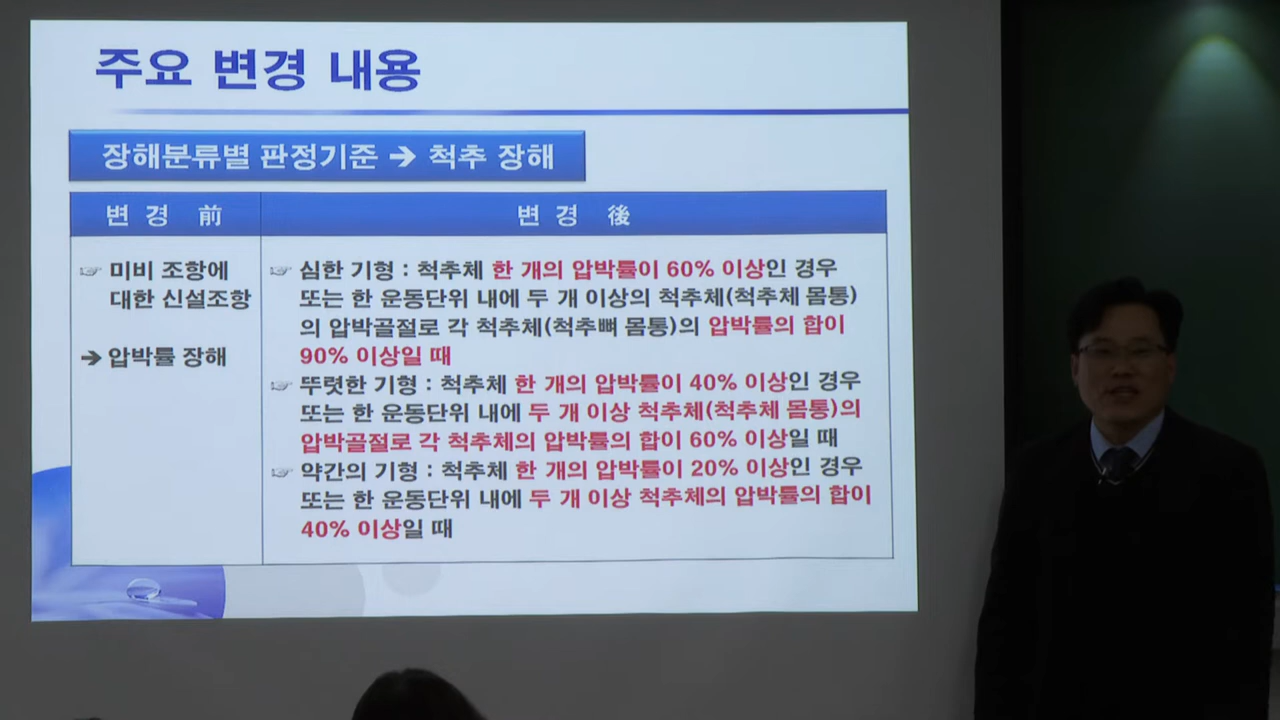 주요 변경 내용
장해분류별 판정기준 ➔ 척추 장해
변 경 前
변 경 後
☞ 미비 조항에
대한 신설조항
➔ 압박률 장해
☞ 심한 기형 : 척추체 한 개의 압박률이 60% 이상인 경우
또는 한 운동단위 내에 두 개 이상의 척추체(척추체 몸통)
의 압박골절로 각 척추체(척추뼈 몸통)의 압박률의 합이
90% 이상일 때
☞ 뚜렷한 기형 : 척추체 한 개의 압박률이 40% 이상인 경우
또는 한 운동단위 내에 두 개 이상 척추체(척추체 몸통)의
압박골절로 각 척추체의 압박률의 합이 60% 이상일 때
☞ 약간의 기형 : 척추체 한 개의 압박률이 20% 이상인 경우
또는 한 운동단위 내에 두 개 이상 척추체의 압박률의 합이
40% 이상일 때